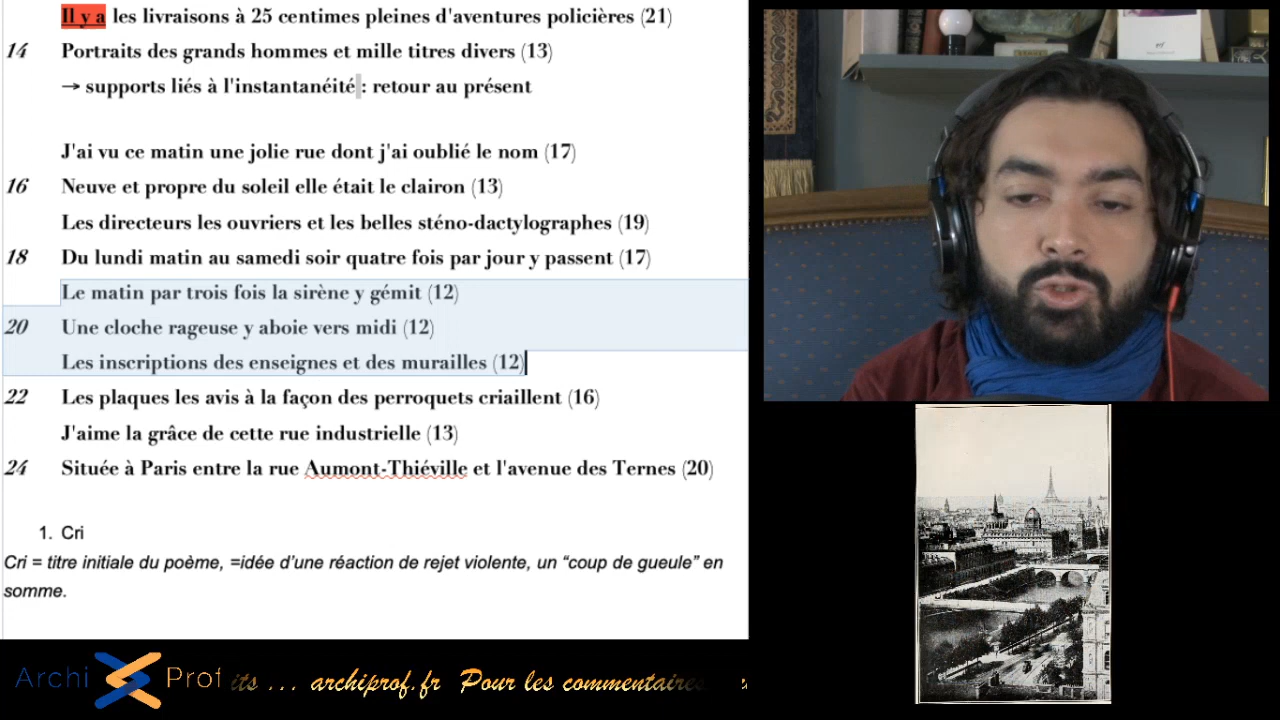 Il y a les livraisons à 25 centimes pleines d'aventures policières (21)
14 Portraits des grands hommes et mille titres divers (13)
→ supports liés à l'instantanéité : retour au présent
J'ai vu ce matin une jolie rue dont j'ai oublié le nom (17)
16 Neuve et propre du soleil elle était le clairon (13)
Les directeurs les ouvriers et les belles sténo-dactylographes (19)
18 Du lundi matin au samedi soir quatre fois par jour y passent (17)
Le matin par trois fois la sirène y gémit (12)
20 Une cloche rageuse y aboie vers midi (12)
Les inscriptions des enseignes et des murailles (12)
22 Les plaques les avis à la façon des perroquets criaillent (16)
J'aime la grâce de cette rue industrielle (13)
24 Située à Paris entre la rue Aumont-Thiéville et l'avenue des Ternes (20)
1. Cri
Cri = titre initiale du poème, =idée d'une réaction de rejet violente, un “coup de gueule” en
somme.
Archi Prof its ... archiprof.fr Pour les commentaires